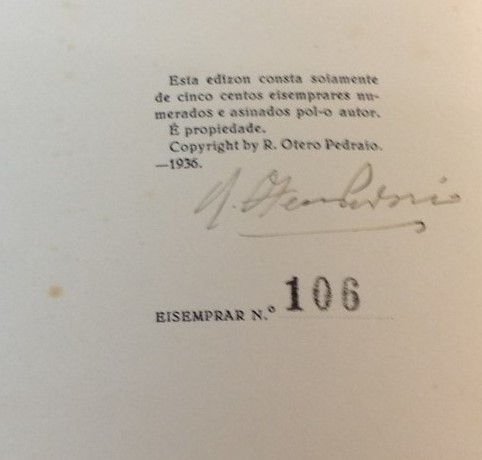 Esta edizon consta soiamente
de cinco centos eisemprares nu-
merados e asinados pol-o autor.
É propiedade.
Copyright by R. Otero Pedraio.
—1936.
EISEMPRAR N.º 106